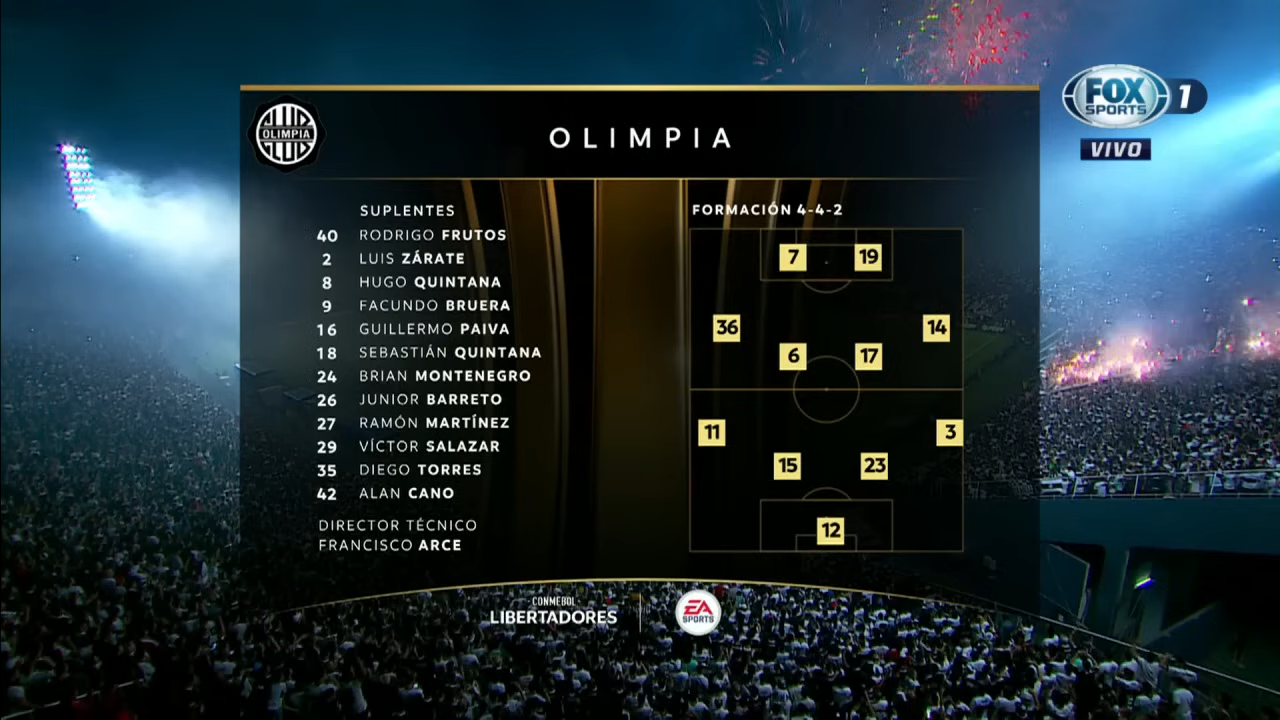 OLIMPIA
OLIMPIA
FOX SPORTS 1
VIVO
SUPLENTES
40 RODRIGO FRUTOS
2 LUIS ZÁRATE
8 HUGO QUINTANA
9 FACUNDO BRUERA
16 GUILLERMO PAIVA
18 SEBASTIÁN QUINTANA
24 BRIAN MONTENEGRO
26 JUNIOR BARRETO
27 RAMÓN MARTÍNEZ
29 VÍCTOR SALAZAR
35 DIEGO TORRES
42 ALAN CANO
DIRECTOR TÉCNICO
FRANCISCO ARCE
FORMACIÓN 4-4-2
7 19
36 14
6 17
11 3
15 23
12
CONMEBOL
LIBERTADORES
EA SPORTS